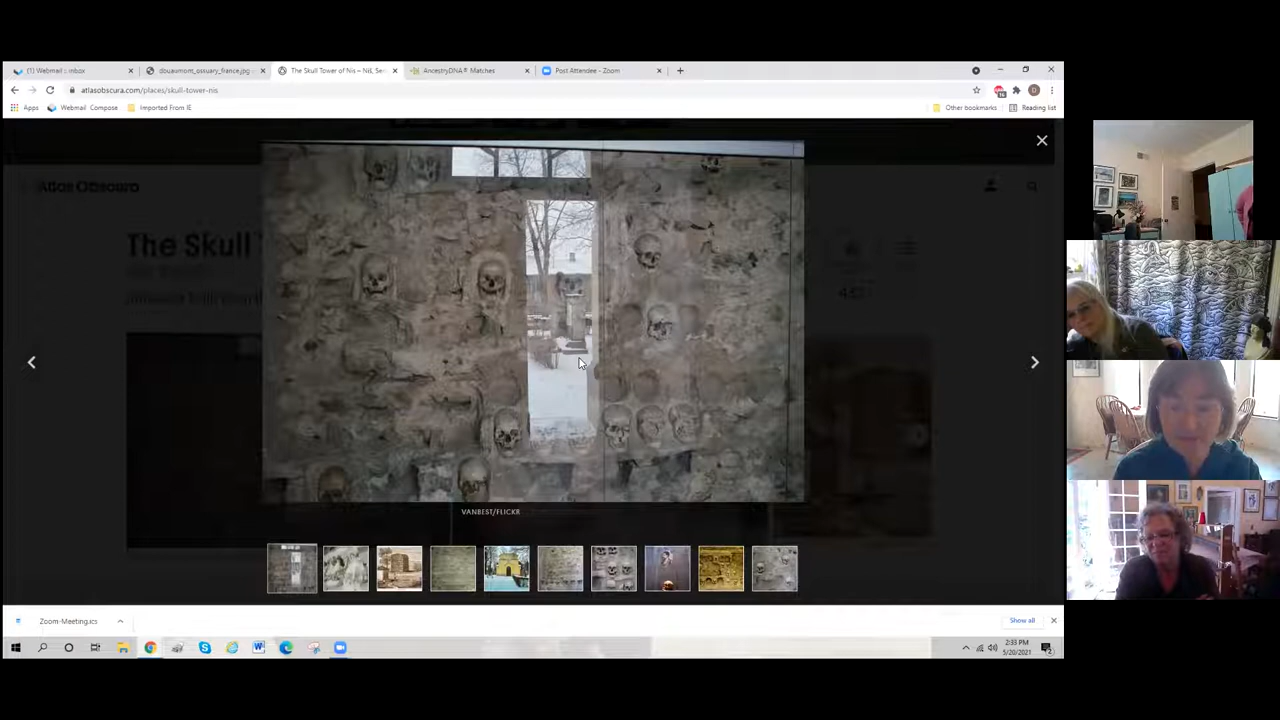 (1) Webmail :: Inbox
dbuaumont_ossuary_france.jpg
The Skull Tower of Nis – Niš, Ser
AncestryDNA® Matches
Post Attendee - Zoom
atlasobscura.com/places/skull-tower-nis
Apps
Webmail
Compose
Imported From IE
Other bookmarks
Reading list
Atlas Obscura
The Skull T
VANBEST/FLICKR
Zoom-Meeting.ics
Show all
2:33 PM
5/20/2021